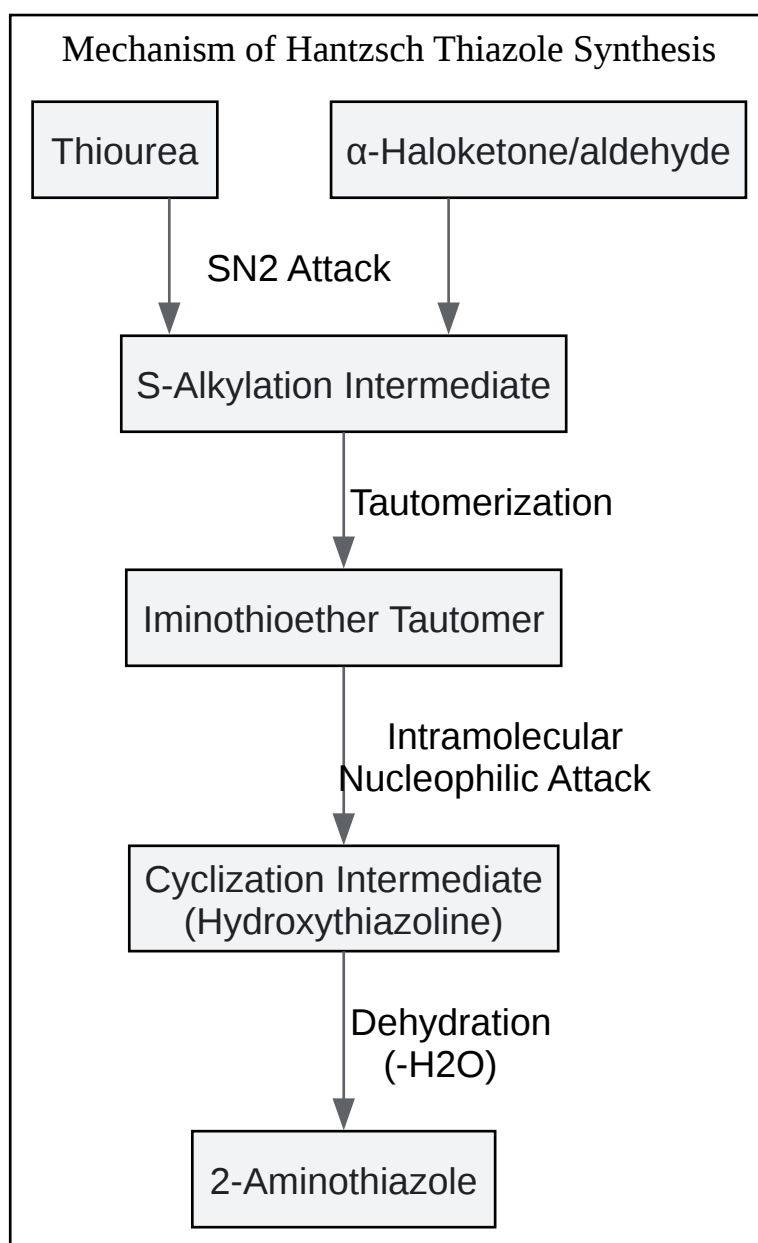 Mechanism of Hantzsch Thiazole Synthesis
Thiourea
α-Haloketone/aldehyde
SN2 Attack
S-Alkylation Intermediate
Tautomerization
Iminothioether Tautomer
Intramolecular
Nucleophilic Attack
Cyclization Intermediate
(Hydroxythiazoline)
Dehydration
(-H2O)
2-Aminothiazole